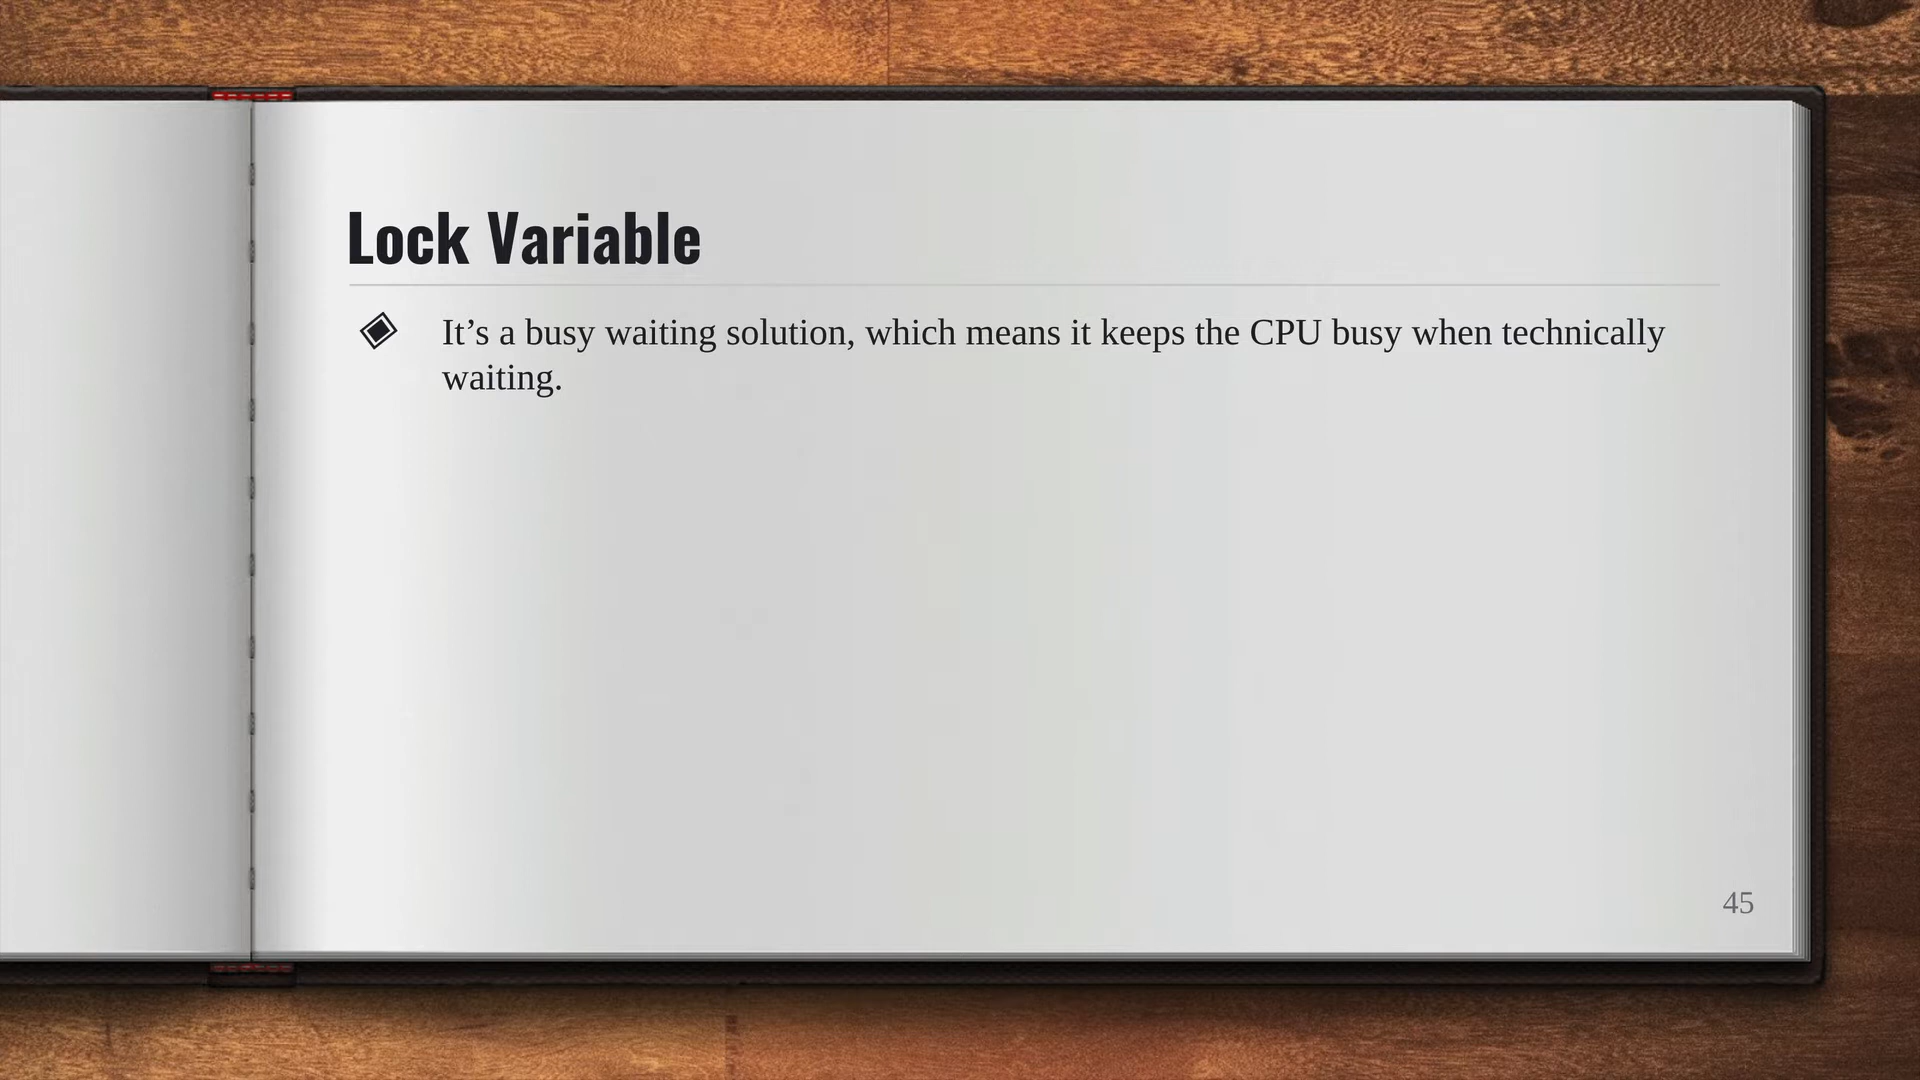 Lock Variable
It’s a busy waiting solution, which means it keeps the CPU busy when technically
waiting.
45